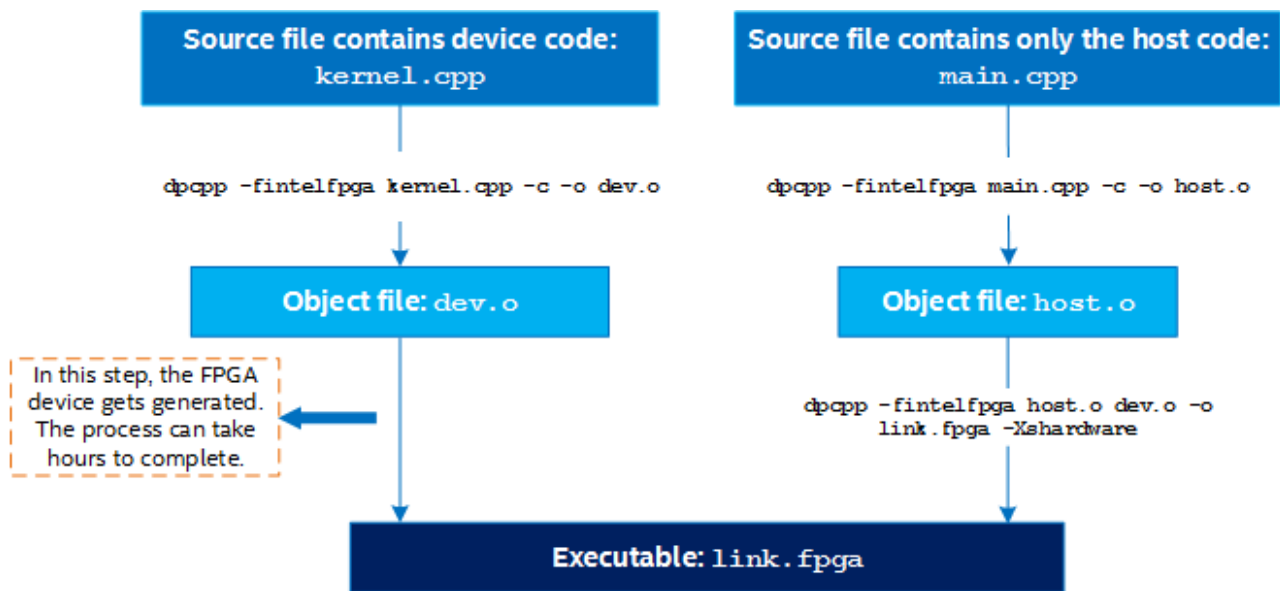 Source file contains device code:
kernel.cpp
Source file contains only the host code:
main.cpp
dpcpp -fintelfpga kernel.cpp -c -o dev.o
dpcpp -fintelfpga main.cpp -c -o host.o
Object file: dev.o
Object file: host.o
In this step, the FPGA
device gets generated.
The process can take
hours to complete.
dpcpp -fintelfpga host.o dev.o -o
link.fpga -Xshardware
Executable: link.fpga